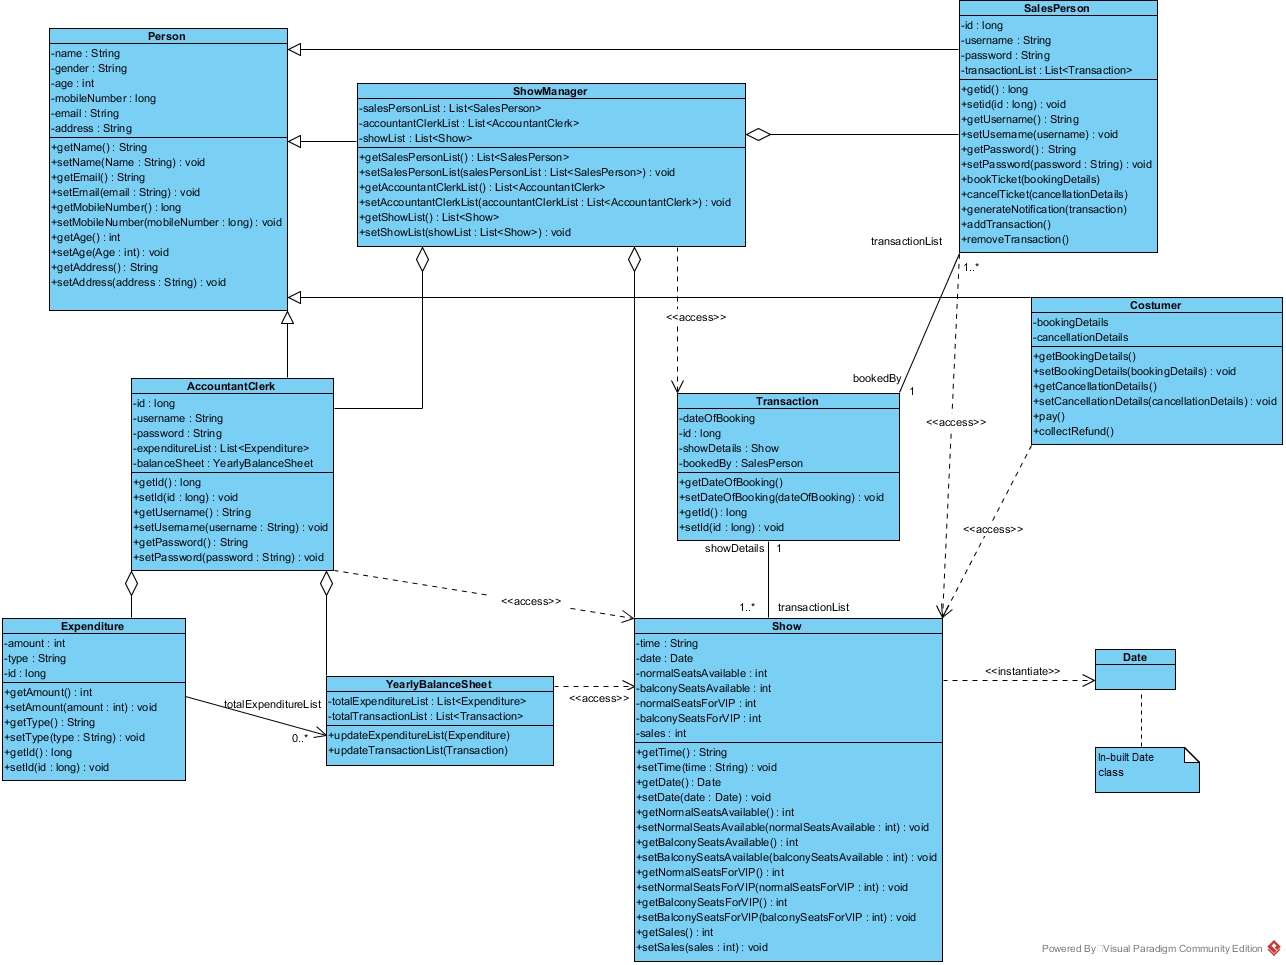 Person
-name : String
-gender : String
-age : int
-mobileNumber : long
-email : String
-address : String
+getName() : String
+setName(Name : String) : void
+getEmail() : String
+setEmail(email : String) : void
+getMobileNumber() : long
+setMobileNumber(mobileNumber : long) : void
+getAge() : int
+setAge(Age : int) : void
+getAddress() : String
+setAddress(address : String) : void
ShowManager
-salesPersonList : List<SalesPerson>
-accountantClerkList : List<AccountantClerk>
-showList : List<Show>
+getSalesPersonList() : List<SalesPerson>
+setSalesPersonList(salesPersonList : List<SalesPerson>) : void
+getAccountantClerkList() : List<AccountantClerk>
+setAccountantClerkList(accountantClerkList : List<AccountantClerk>) : void
+getShowList() : List<Show>
+setShowList(showList : List<Show>) : void
SalesPerson
-id : long
-username : String
-password : String
-transactionList : List<Transaction>
+getid() : long
+setid(id : long) : void
+getUsername() : String
+setUsername(username) : void
+getPassword() : String
+setPassword(password : String) : void
+bookTicket(bookingDetails)
+cancelTicket(cancellationDetails)
+generateNotification(transaction)
+addTransaction()
+removeTransaction()
transactionList
1..*
<<access>>
bookedBy
1
<<access>>
Costumer
-bookingDetails
-cancellationDetails
+getBookingDetails()
+setBookingDetails(bookingDetails) : void
+getCancellationDetails()
+setCancellationDetails(cancellationDetails) : void
+pay()
+collectRefund()
<<access>>
AccountantClerk
-id : long
-username : String
-password : String
-expenditureList : List<Expenditure>
-balanceSheet : YearlyBalanceSheet
+getId() : long
+setId(id : long) : void
+getUsername() : String
+setUsername(username : String) : void
+getPassword() : String
+setPassword(password : String) : void
Transaction
-dateOfBooking
-id : long
-showDetails : Show
-bookedBy : SalesPerson
+getDateOfBooking()
+setDateOfBooking(dateOfBooking) : void
+getId() : long
+setId(id : long) : void
showDetails
1
1..*
transactionList
<<access>>
Expenditure
-amount : int
-type : String
-id : long
+getAmount() : int
+setAmount(amount : int) : void
+getType() : String
+setType(type : String) : void
+getId() : long
+setId(id : long) : void
totalExpenditureList
0..*
YearlyBalanceSheet
-totalExpenditureList : List<Expenditure>
-totalTransactionList : List<Transaction>
+updateExpenditureList(Expenditure)
+updateTransactionList(Transaction)
<<access>>
Show
-time : String
-date : Date
-normalSeatsAvailable : int
-balconySeatsAvailable : int
-normalSeatsForVIP : int
-balconySeatsForVIP : int
-sales : int
+getTime() : String
+setTime(time : String) : void
+getDate() : Date
+setDate(date : Date) : void
+getNormalSeatsAvailable() : int
+setNormalSeatsAvailable(normalSeatsAvailable : int) : void
+getBalconySeatsAvailable() : int
+setBalconySeatsAvailable(balconySeatsAvailable : int) : void
+getNormalSeatsForVIP() : int
+setNormalSeatsForVIP(normalSeatsForVIP : int) : void
+getBalconySeatsForVIP() : int
+setBalconySeatsForVIP(balconySeatsForVIP : int) : void
+getSales() : int
+setSales(sales : int) : void
<<instantiate>>
Date
In-built Date
class
Powered By Visual Paradigm Community Edition